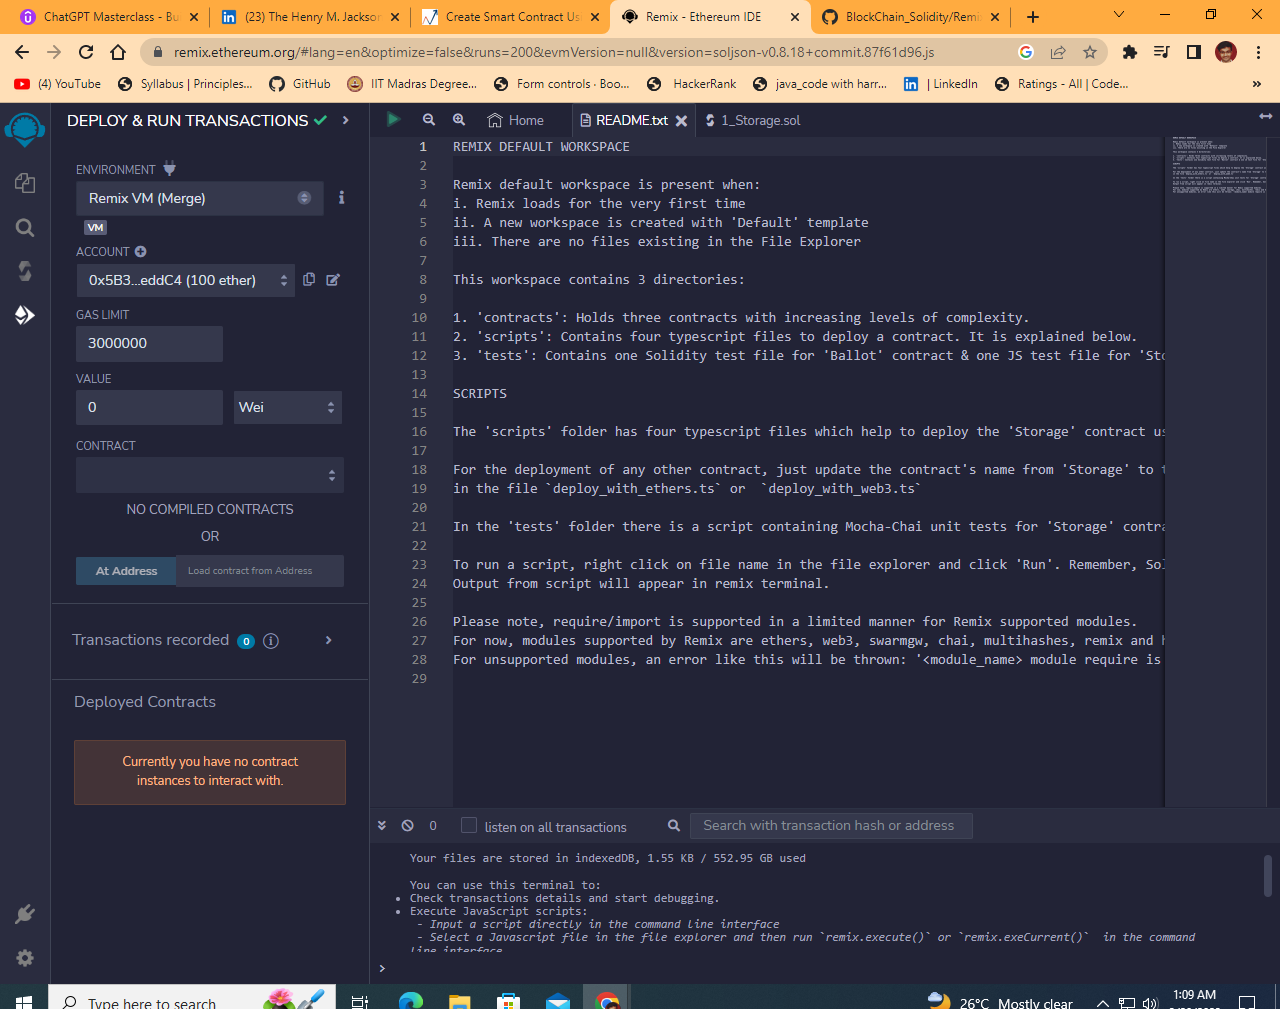 ChatGPT Masterclass - Bu
(23) The Henry M. Jackson
Create Smart Contract Us
Remix - Ethereum IDE
BlockChain_Solidity/Remi
remix.ethereum.org/#lang=en&optimize=false&runs=200&evmVersion=null&version=soljson-v0.8.18+commit.87f61d96.js
(4) YouTube
Syllabus | Principles...
GitHub
IIT Madras Degree...
Form controls · Boo...
HackerRank
java_code with harr...
| LinkedIn
Ratings - All | Code...
»
DEPLOY & RUN TRANSACTIONS
ENVIRONMENT
Remix VM (Merge)
VM
ACCOUNT
0x5B3...eddC4 (100 ether)
GAS LIMIT
3000000
VALUE
0
Wei
CONTRACT
NO COMPILED CONTRACTS
OR
At Address
Load contract from Address
Transactions recorded 0
Deployed Contracts
Currently you have no contract
instances to interact with.
Home
README.txt
1_Storage.sol
1 REMIX DEFAULT WORKSPACE
2
3 Remix default workspace is present when:
4 i. Remix loads for the very first time
5 ii. A new workspace is created with 'Default' template
6 iii. There are no files existing in the File Explorer
7
8 This workspace contains 3 directories:
9
10 1. 'contracts': Holds three contracts with increasing levels of complexity.
11 2. 'scripts': Contains four typescript files to deploy a contract. It is explained below.
12 3. 'tests': Contains one Solidity test file for 'Ballot' contract & one JS test file for 'Sto
13
14 SCRIPTS
15
16 The 'scripts' folder has four typescript files which help to deploy the 'Storage' contract us
17
18 For the deployment of any other contract, just update the contract's name from 'Storage' to t
19 in the file `deploy_with_ethers.ts` or  `deploy_with_web3.ts`
20
21 In the 'tests' folder there is a script containing Mocha-Chai unit tests for 'Storage' contra
22
23 To run a script, right click on file name in the file explorer and click 'Run'. Remember, Sol
24 Output from script will appear in remix terminal.
25
26 Please note, require/import is supported in a limited manner for Remix supported modules.
27 For now, modules supported by Remix are ethers, web3, swarmgw, chai, multihashes, remix and h
28 For unsupported modules, an error like this will be thrown: '<module_name> module require is
29
0
listen on all transactions
Search with transaction hash or address
Your files are stored in indexedDB, 1.55 KB / 552.95 GB used
You can use this terminal to:
• Check transactions details and start debugging.
• Execute JavaScript scripts:
- Input a script directly in the command line interface
- Select a Javascript file in the file explorer and then run `remix.execute()` or `remix.exeCurrent()`  in the command
line interface
>
Type here to search
26°C Mostly clear
1:09 AM